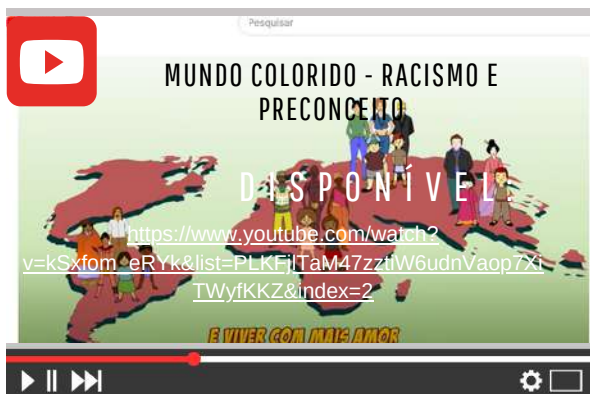 Pesquisar
MUNDO COLORIDO - RACISMO E
PRECONCEITO
DISPONÍVEL:
https://www.youtube.com/watch?
v=kSxfom_eRYk&list=PLKFjlTaM47zztiW6udnVaop7Xi
TWyfKKZ&index=2
E VIVER COM MAIS AMOR